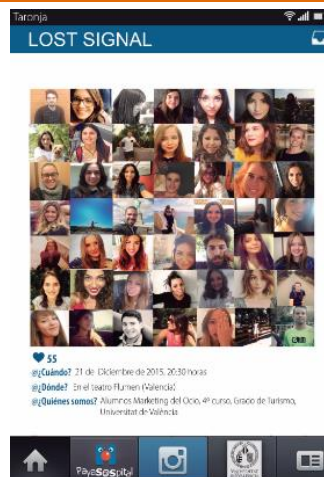 Taronja
LOST SIGNAL
55
@¿Cuándo? 21 de Diciembre de 2015, 20:30 horas
@¿Dónde? En el teatro Flumen (Valencia)
@¿Quiénes somos? Alumnos Marketing del Ocio, 4º curso, Grado de Turismo,
Universitat de València
PayaSOSpital